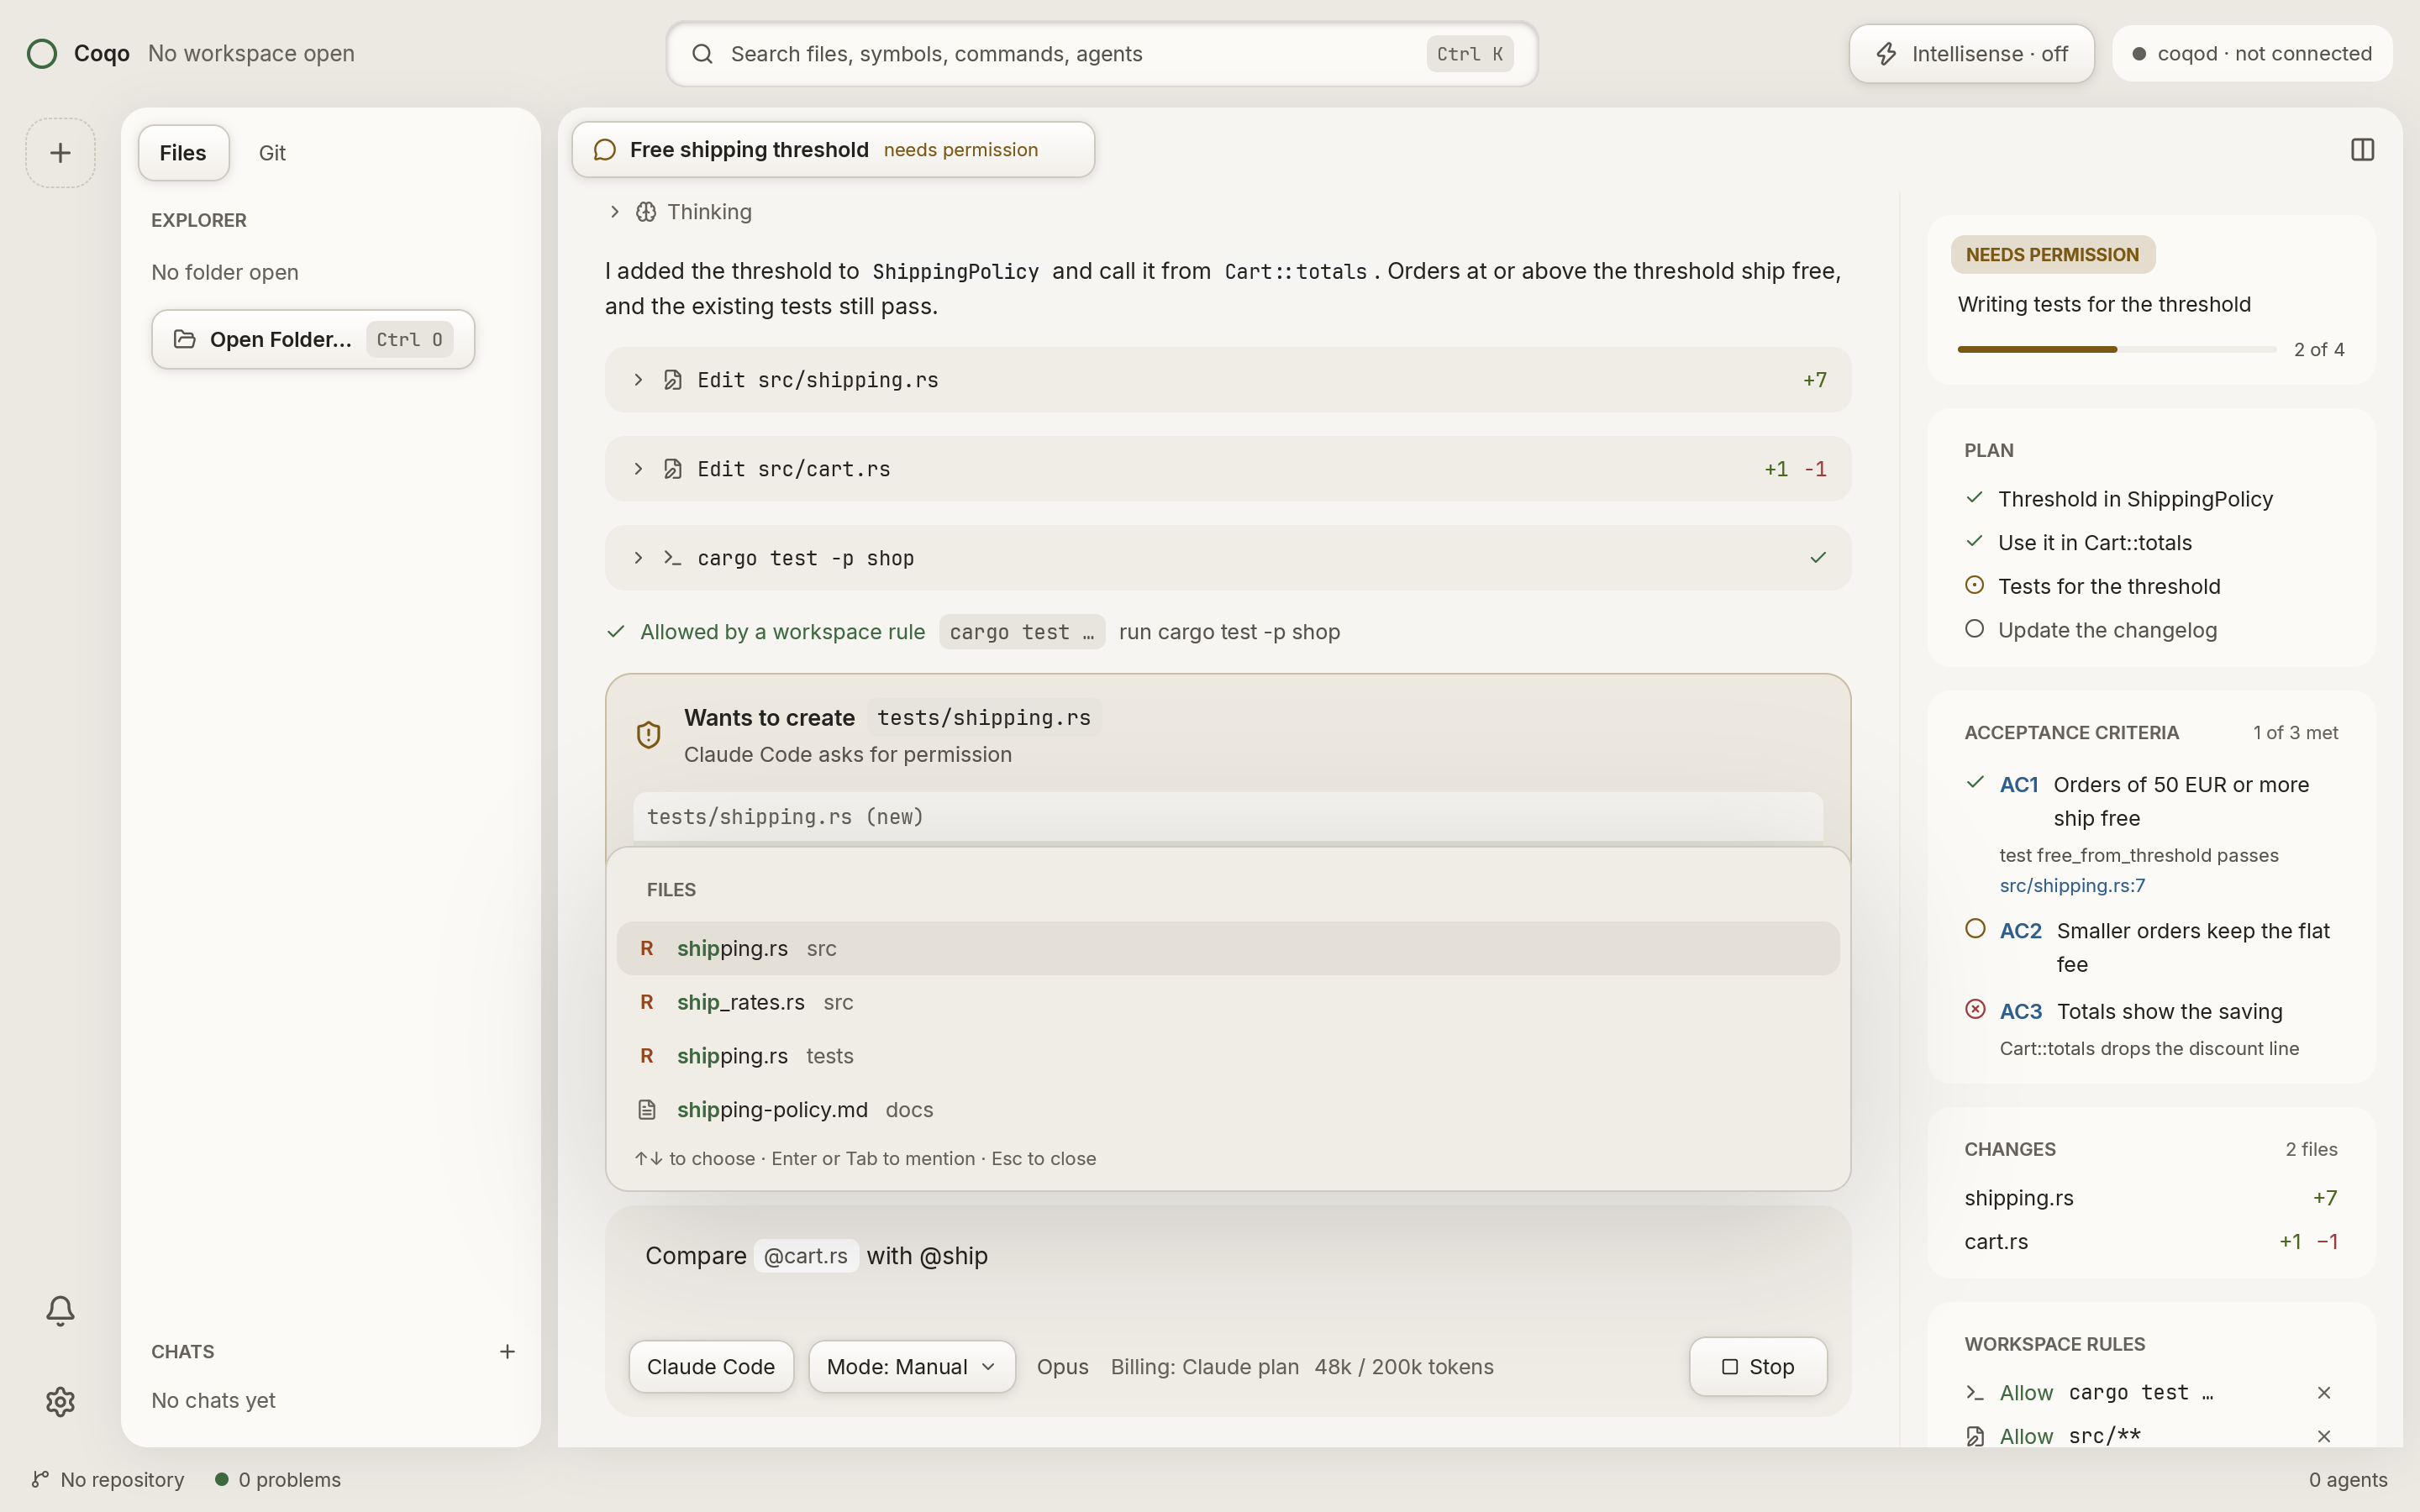 Coqo No workspace open
Search files, symbols, commands, agents Ctrl K
Intellisense · off
coqod · not connected
Files Git
EXPLORER
No folder open
Open Folder... Ctrl O
CHATS
No chats yet
Free shipping threshold needs permission
Thinking
I added the threshold to ShippingPolicy and call it from Cart::totals. Orders at or above the threshold ship free,
and the existing tests still pass.
Edit src/shipping.rs +7
Edit src/cart.rs +1 -1
cargo test -p shop
Allowed by a workspace rule cargo test … run cargo test -p shop
Wants to create tests/shipping.rs
Claude Code asks for permission
tests/shipping.rs (new)
FILES
R shipping.rs src
R ship_rates.rs src
R shipping.rs tests
shipping-policy.md docs
↑↓ to choose · Enter or Tab to mention · Esc to close
Compare @cart.rs with @ship
Claude Code Mode: Manual Opus Billing: Claude plan 48k / 200k tokens Stop
NEEDS PERMISSION
Writing tests for the threshold
2 of 4
PLAN
Threshold in ShippingPolicy
Use it in Cart::totals
Tests for the threshold
Update the changelog
ACCEPTANCE CRITERIA 1 of 3 met
AC1 Orders of 50 EUR or more
ship free
test free_from_threshold passes
src/shipping.rs:7
AC2 Smaller orders keep the flat
fee
AC3 Totals show the saving
Cart::totals drops the discount line
CHANGES 2 files
shipping.rs +7
cart.rs +1 −1
WORKSPACE RULES
Allow cargo test …
Allow src/**
No repository 0 problems
0 agents